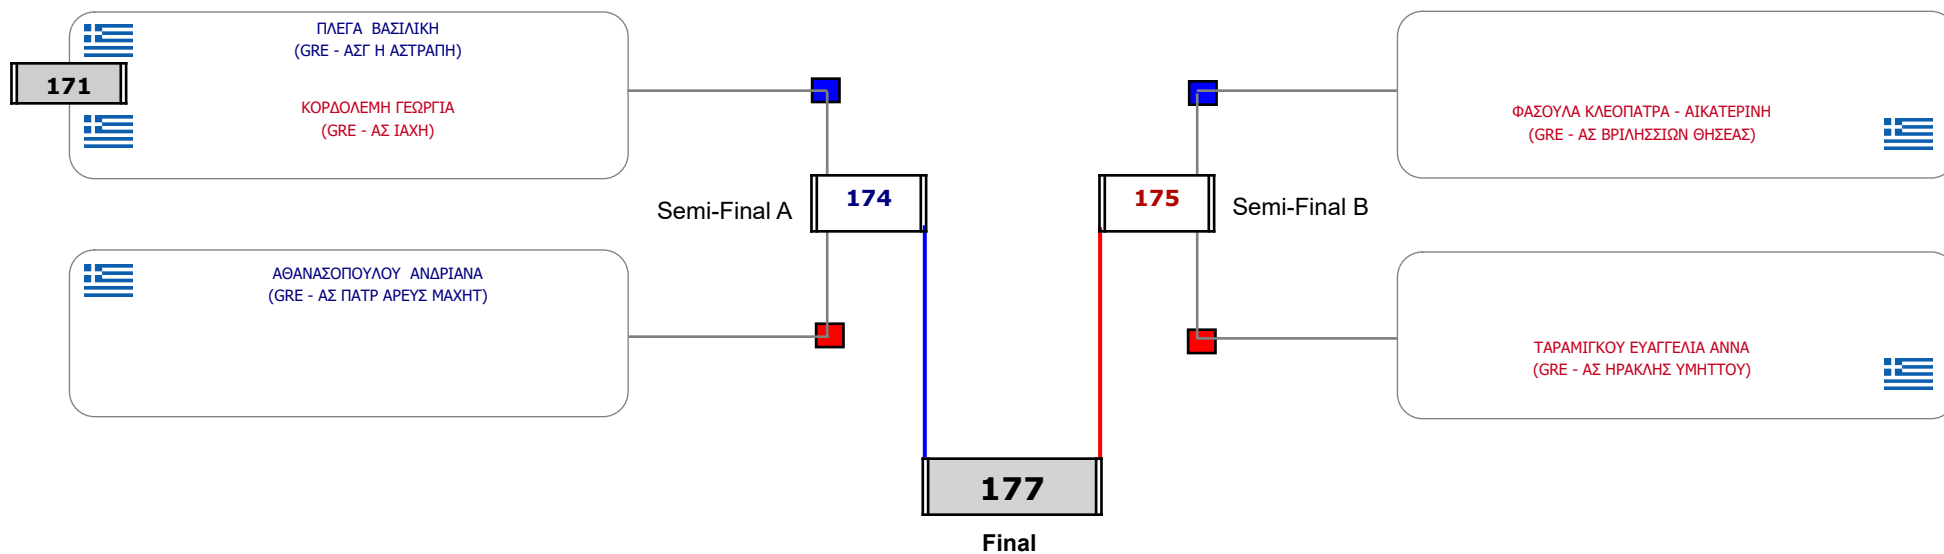 ΠΛΕΓΑ ΒΑΣΙΛΙΚΗ
(GRE - ΑΣΓ Η ΑΣΤΡΑΠΗ)
171
ΚΟΡΔΟΛΕΜΗ ΓΕΩΡΓΙΑ
(GRE - ΑΣ ΙΑΧΗ)
ΦΑΣΟΥΛΑ ΚΛΕΟΠΑΤΡΑ - ΑΙΚΑΤΕΡΙΝΗ
(GRE - ΑΣ ΒΡΙΛΗΣΣΙΩΝ ΘΗΣΕΑΣ)
Semi-Final A
174
175
Semi-Final B
ΑΘΑΝΑΣΟΠΟΥΛΟΥ ΑΝΔΡΙΑΝΑ
(GRE - ΑΣ ΠΑΤΡ ΑΡΕΥΣ ΜΑΧΗΤ)
ΤΑΡΑΜΙΓΚΟΥ ΕΥΑΓΓΕΛΙΑ ΑΝΝΑ
(GRE - ΑΣ ΗΡΑΚΛΗΣ ΥΜΗΤΤΟΥ)
177
Final